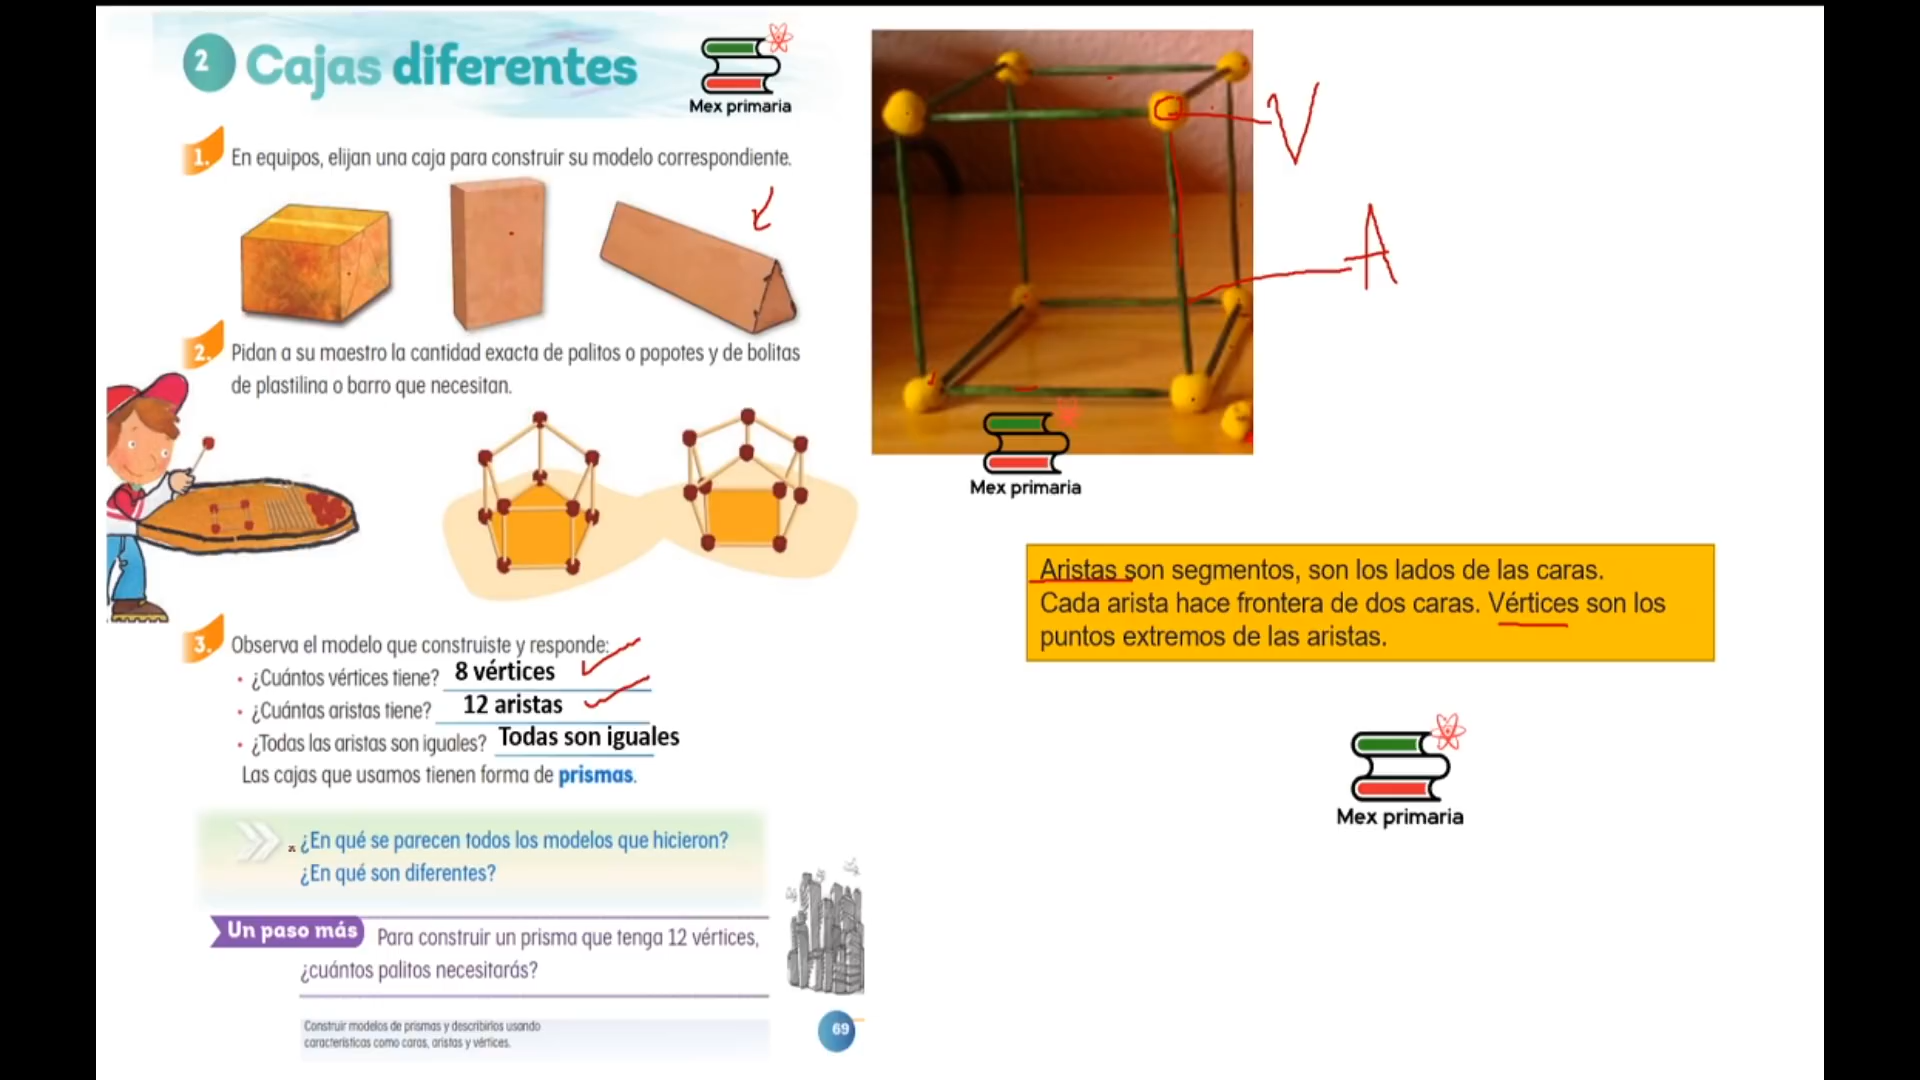 2 Cajas diferentes
Mex primaria
1. En equipos, elijan una caja para construir su modelo correspondiente.
2. Pidan a su maestro la cantidad exacta de palitos o popotes y de bolitas
de plastilina o barro que necesitan.
3. Observa el modelo que construiste y responde:
• ¿Cuántos vértices tiene? 8 vértices
• ¿Cuántas aristas tiene? 12 aristas
• ¿Todas las aristas son iguales? Todas son iguales
Las cajas que usamos tienen forma de prismas.
¿En qué se parecen todos los modelos que hicieron?
¿En qué son diferentes?
Un paso más Para construir un prisma que tenga 12 vértices,
¿cuántos palitos necesitarás?
Construir modelos de prismas y describirlos usando
características como caras, aristas y vértices.
69
V
A
Mex primaria
Aristas son segmentos, son los lados de las caras.
Cada arista hace frontera de dos caras. Vértices son los
puntos extremos de las aristas.
Mex primaria